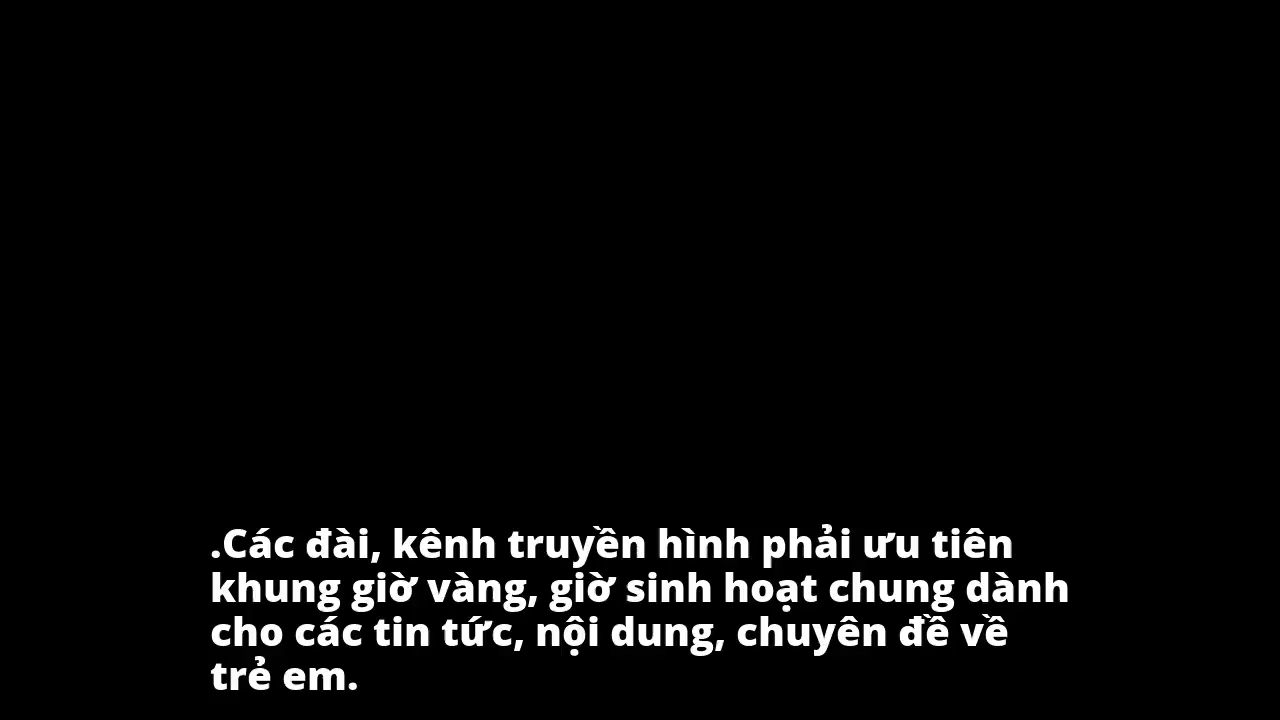 .Các đài, kênh truyền hình phải ưu tiên
khung giờ vàng, giờ sinh hoạt chung dành
cho các tin tức, nội dung, chuyên đề về
trẻ em.